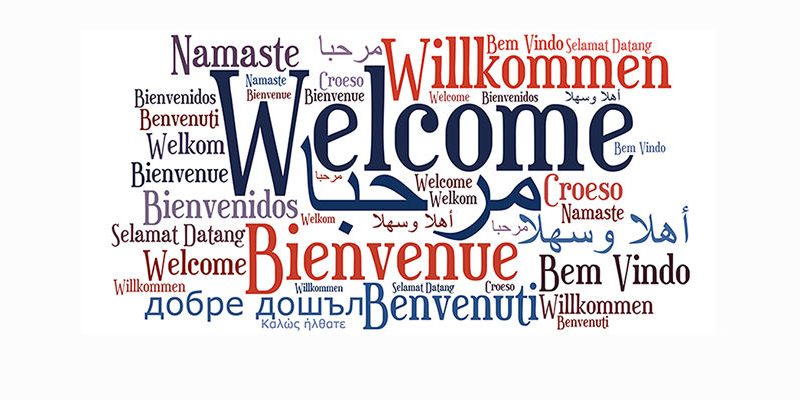 Namaste مرحبا Willkommen Bem Vindo Selamat Datang
Namaste Croeso
Bienvenidos Bienvenue Bienvenue Welcome Bienvenidos أهلا وسهلا
Benvenuti
Welcome
Welkom Bem Vindo
Bienvenue مرحبا مرحبا Welcome Croeso
Bienvenidos Welkom Namaste
Welkom أهلا وسهلا مرحبا أهلا وسهلا
Selamat Datang
Welcome Bienvenue Bem Vindo
Willkommen Willkommen Selamat Datang Croeso
добре дошъл Benvenuti Willkommen
Καλώς ήλθατε Benvenuti